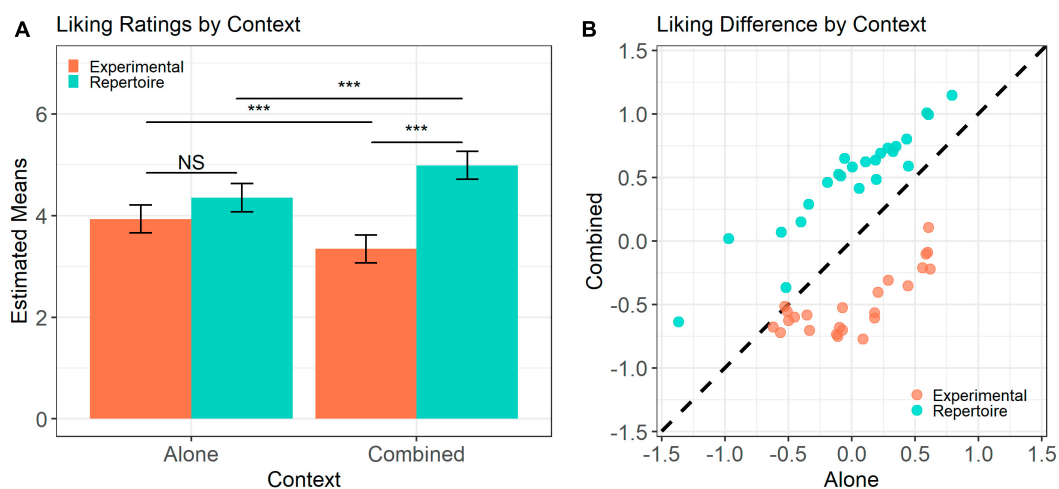 A
Liking Ratings by Context
Experimental
Repertoire
***
***
***
NS
6
4
2
0
Estimated Means
Alone
Combined
Context
B
Liking Difference by Context
1.5
1.0
0.5
0.0
-0.5
-1.0
-1.5
Combined
Experimental
Repertoire
-1.5
-1.0
-0.5
0.0
0.5
1.0
1.5
Alone